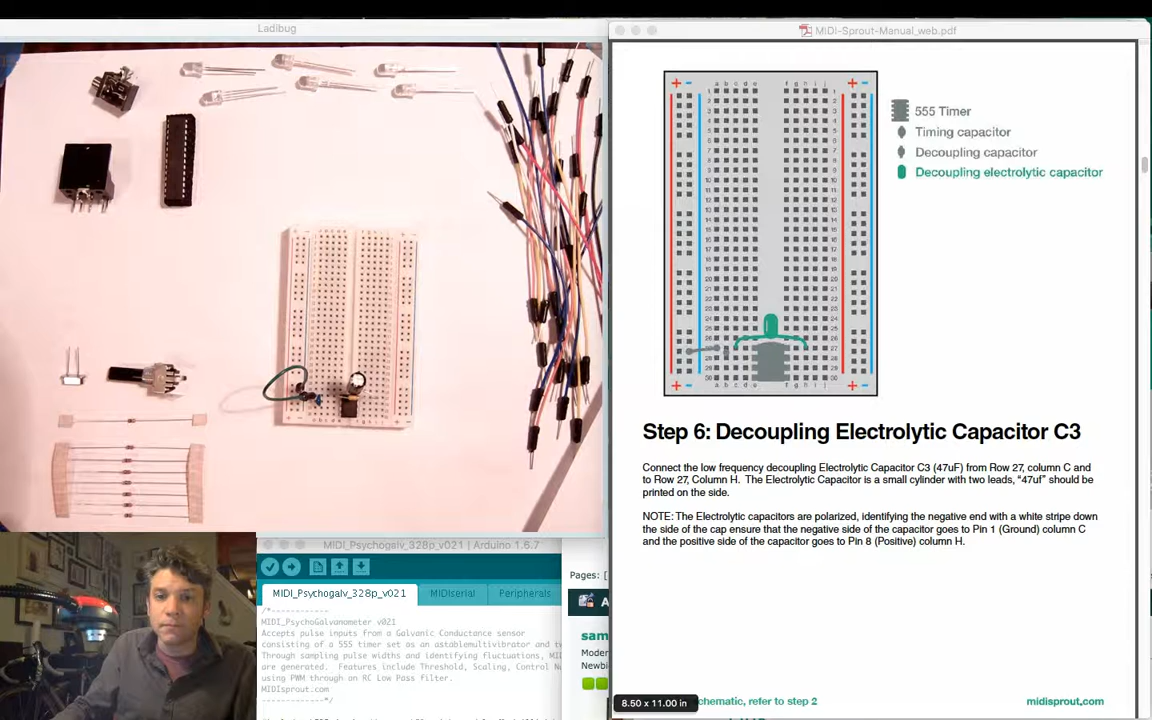 Ladibug
MIDI-Sprout-Manual_web.pdf
555 Timer
Timing capacitor
Decoupling capacitor
Decoupling electrolytic capacitor
Step 6: Decoupling Electrolytic Capacitor C3
Connect the low frequency decoupling Electrolytic Capacitor C3 (47uF) from Row 27, column C and
to Row 27, Column H. The Electrolytic Capacitor is a small cylinder with two leads, “47uf” should be
printed on the side.
NOTE: The Electrolytic capacitors are polarized, identifying the negative end with a white stripe down
the side of the cap ensure that the negative side of the capacitor goes to Pin 1 (Ground) column C
and the positive side of the capacitor goes to Pin 8 (Positive) column H.
8.50 x 11.00 in
schematic, refer to step 2
midisprout.com
MIDI_Psychogalv_328p_v021 | Arduino 1.6.7
MIDI_Psychogalv_328p_v021
MIDIserial
Peripherals
/*------------
MIDI_PsychoGalvanometer v021
Accepts pulse inputs from a Galvanic Conductance sensor
consisting of a 555 timer set as an astablemultivibrator and tw
Through sampling pulse widths and identifying fluctuations, MID
are generated. Features include Threshold, Scaling, Control Nu
using PWM through an RC Low Pass filter.
MIDIsprout.com
-------------*/
Pages: [
A
sam
Moder
Newbi